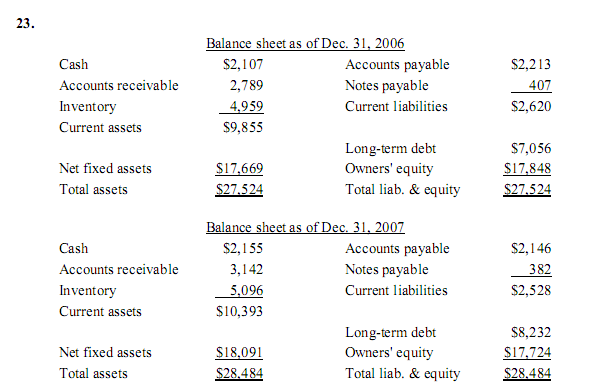 23.
Balance sheet as of Dec. 31, 2006
Cash $2,107 Accounts payable $2,213
Accounts receivable 2,789 Notes payable 407
Inventory 4,959 Current liabilities $2,620
Current assets $9,855
Long-term debt $7,056
Net fixed assets $17,669 Owners' equity $17,848
Total assets $27,524 Total liab. & equity $27,524
Balance sheet as of Dec. 31, 2007
Cash $2,155 Accounts payable $2,146
Accounts receivable 3,142 Notes payable 382
Inventory 5,096 Current liabilities $2,528
Current assets $10,393
Long-term debt $8,232
Net fixed assets $18,091 Owners' equity $17,724
Total assets $28,484 Total liab. & equity $28,484